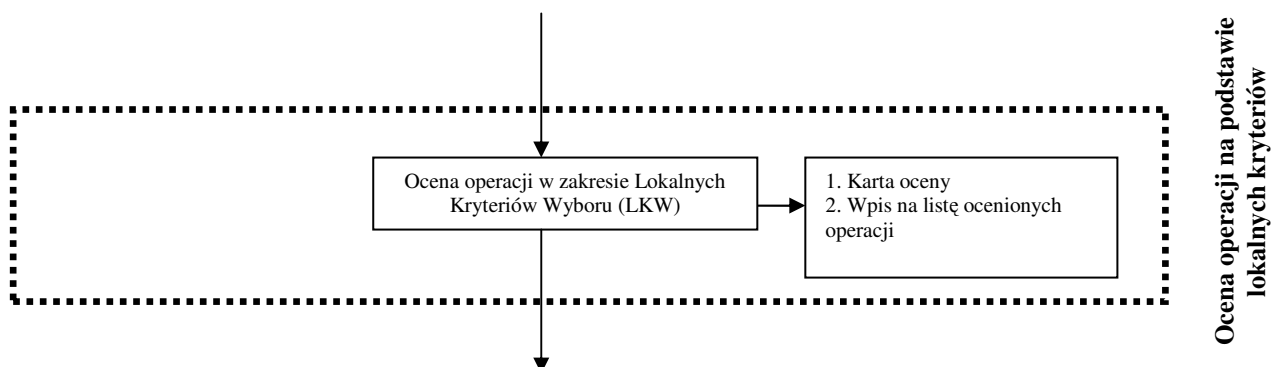 Ocena operacji w zakresie Lokalnych
Kryteriów Wyboru (LKW)
1. Karta oceny
2. Wpis na listę ocenionych
operacji
Ocena operacji na podstawie
lokalnych kryteriów